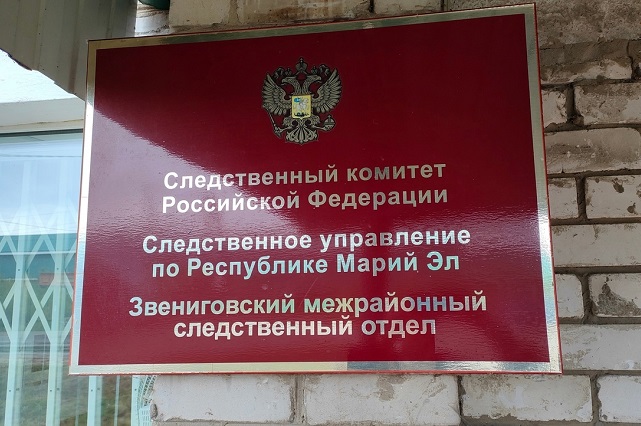 Следственный комитет
Российской Федерации
Следственное управление
по Республике Марий Эл
Звениговский межрайонный
следственный отдел